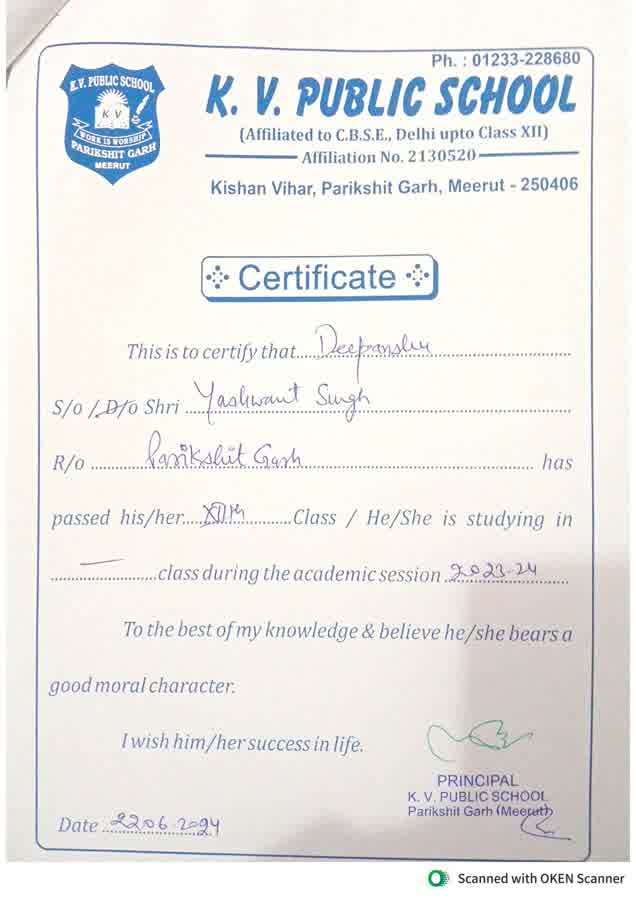 Ph. : 01233-228680
K. V. PUBLIC SCHOOL
K. V. PUBLIC SCHOOL
K V
WORK IS WORSHIP
PARIKSHIT GARH
MEERUT
(Affiliated to C.B.S.E., Delhi upto Class XII)
Affiliation No. 2130520
Kishan Vihar, Parikshit Garh, Meerut - 250406
Certificate
This is to certify that Deepanshu
S/o / D/o Shri Yashwant Singh
R/o Parikshit Garh has
passed his/her XIIth Class / He/She is studying in
— class during the academic session 2023-24
To the best of my knowledge & believe he/she bears a
good moral character.
I wish him/her success in life.
PRINCIPAL
K. V. PUBLIC SCHOOL
Parikshit Garh (Meerut)
Date 22.06.2024
Scanned with OKEN Scanner